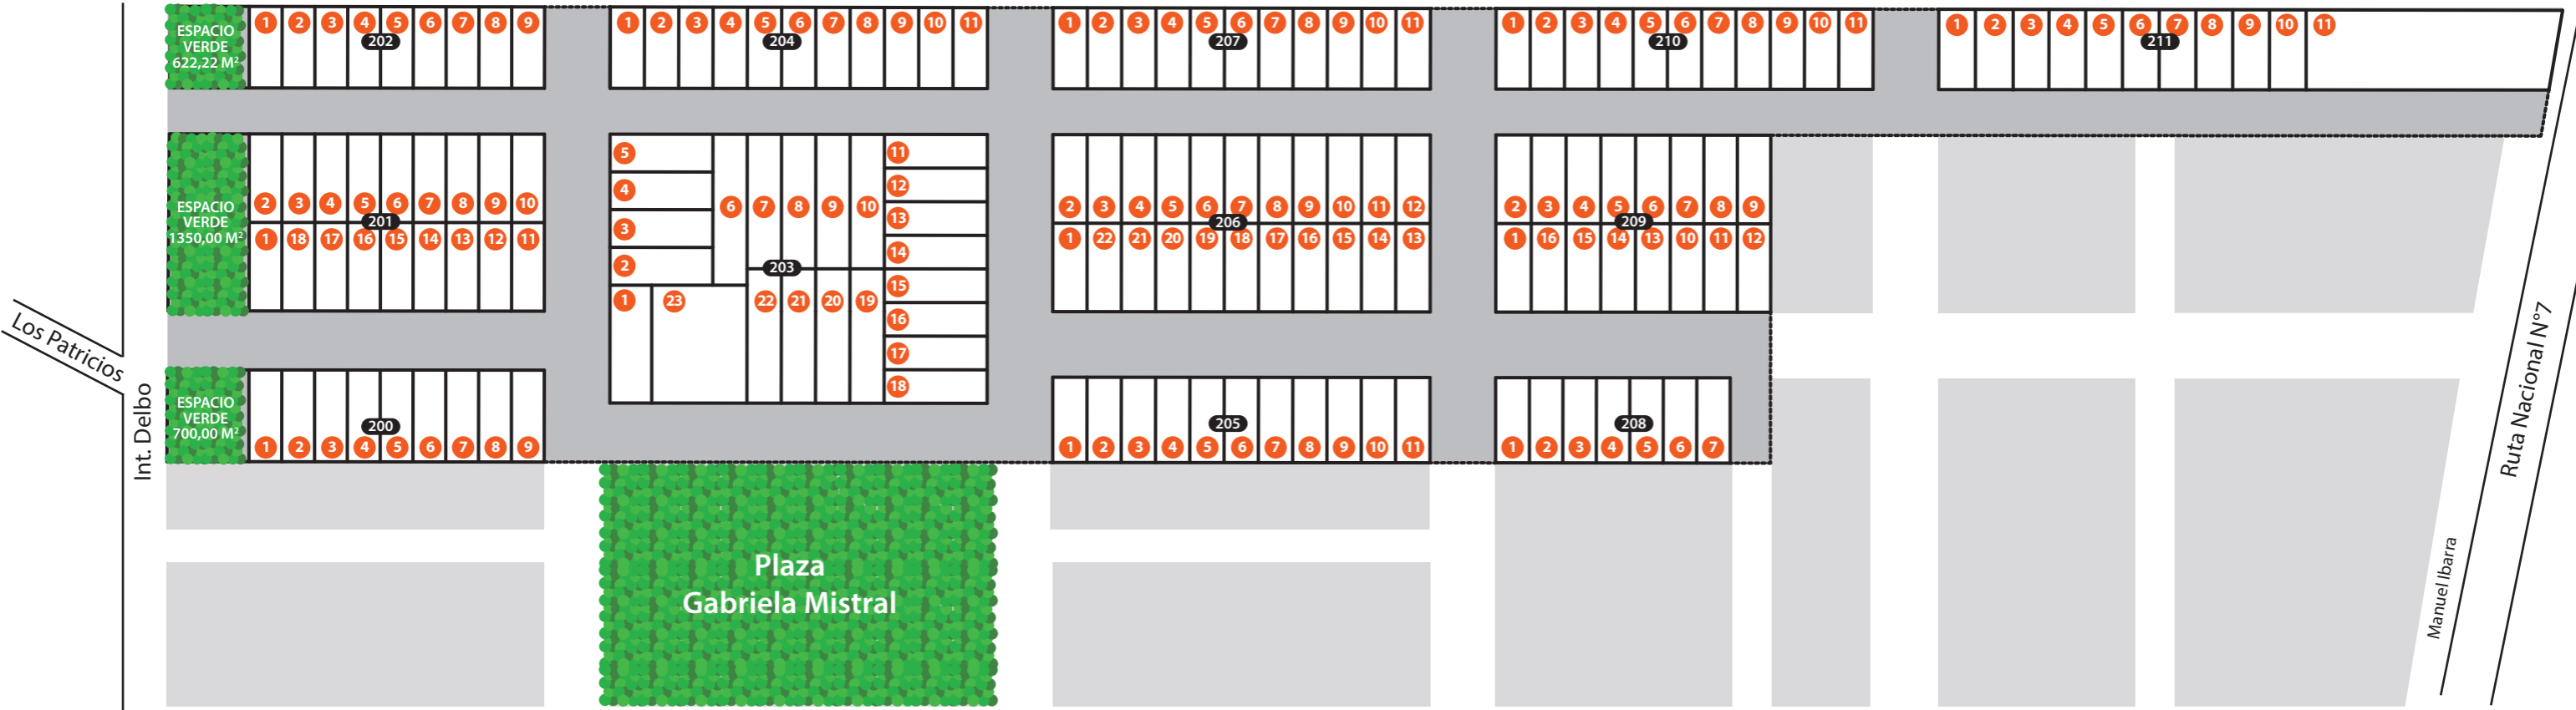 ESPACIO
VERDE
622,22 M²
1 2 3 4 5 6 7 8 9
202
1 2 3 4 5 6 7 8 9 10 11
204
1 2 3 4 5 6 7 8 9 10 11
207
1 2 3 4 5 6 7 8 9 10 11
210
1 2 3 4 5 6 7 8 9 10 11
211
ESPACIO
VERDE
1350,00 M²
2 3 4 5 6 7 8 9 10
201
1 18 17 16 15 14 13 12 11
5
4
3
2
1 23
6 7 8 9 10
203
22 21 20 19
11
12
13
14
15
16
17
18
2 3 4 5 6 7 8 9 10 11 12
206
1 22 21 20 19 18 17 16 15 14 13
2 3 4 5 6 7 8 9
209
1 16 15 14 13 10 11 12
Los Patricios
Int. Delbo
ESPACIO
VERDE
700,00 M²
200
1 2 3 4 5 6 7 8 9
205
1 2 3 4 5 6 7 8 9 10 11
208
1 2 3 4 5 6 7
Ruta Nacional N°7
Manuel Ibarra
Plaza
Gabriela Mistral